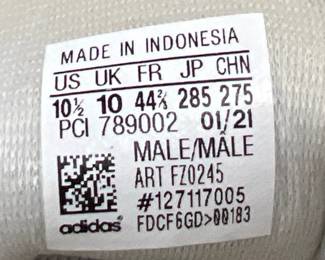 MADE IN INDONESIA
US UK FR JP CHN
10½ 10 44⅔ 285 275
PCI 789002 01/21
MALE/MÂLE
ART FZ0245
#127117005
adidas® FDCF6GD>00183